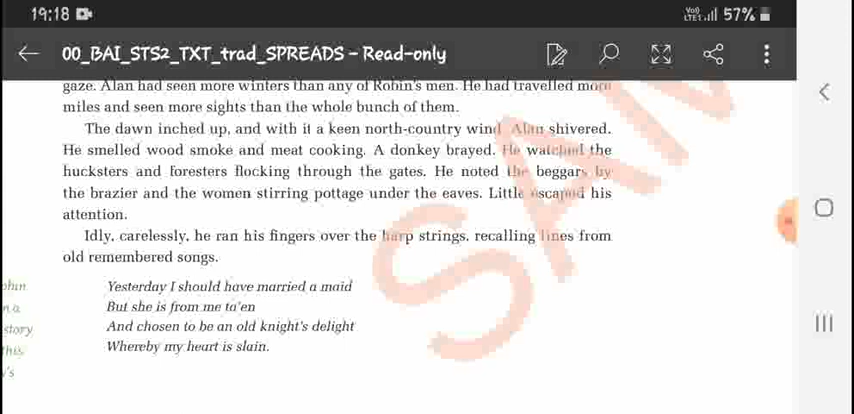 19:18 57%
00_BAI_STS2_TXT_trad_SPREADS – Read-only
gaze. Alan had seen more winters than any of Robin's men. He had travelled more
miles and seen more sights than the whole bunch of them.
The dawn inched up, and with it a keen north-country wind. Alan shivered.
He smelled wood smoke and meat cooking. A donkey brayed. He watched the
hucksters and foresters flocking through the gates. He noted the beggars by
the brazier and the women stirring pottage under the eaves. Little escaped his
attention.
Idly, carelessly, he ran his fingers over the harp strings, recalling lines from
old remembered songs.
Yesterday I should have married a maid
But she is from me ta'en
And chosen to be an old knight's delight
Whereby my heart is slain.
story
this
SAM